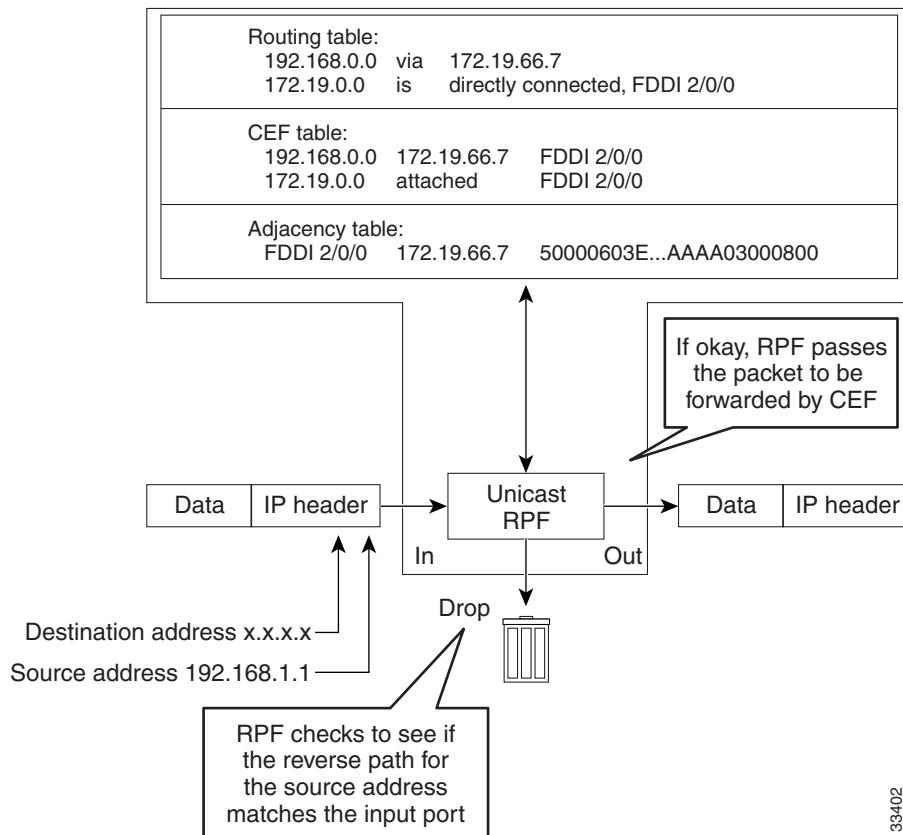 Routing table:
192.168.0.0 via 172.19.66.7
172.19.0.0 is directly connected, FDDI 2/0/0
CEF table:
192.168.0.0 172.19.66.7 FDDI 2/0/0
172.19.0.0 attached FDDI 2/0/0
Adjacency table:
FDDI 2/0/0 172.19.66.7 50000603E...AAAA03000800
If okay, RPF passes
the packet to be
forwarded by CEF
Data IP header
Unicast
RPF
Data IP header
In Out
Drop
Destination address x.x.x.x
Source address 192.168.1.1
RPF checks to see if
the reverse path for
the source address
matches the input port
33402